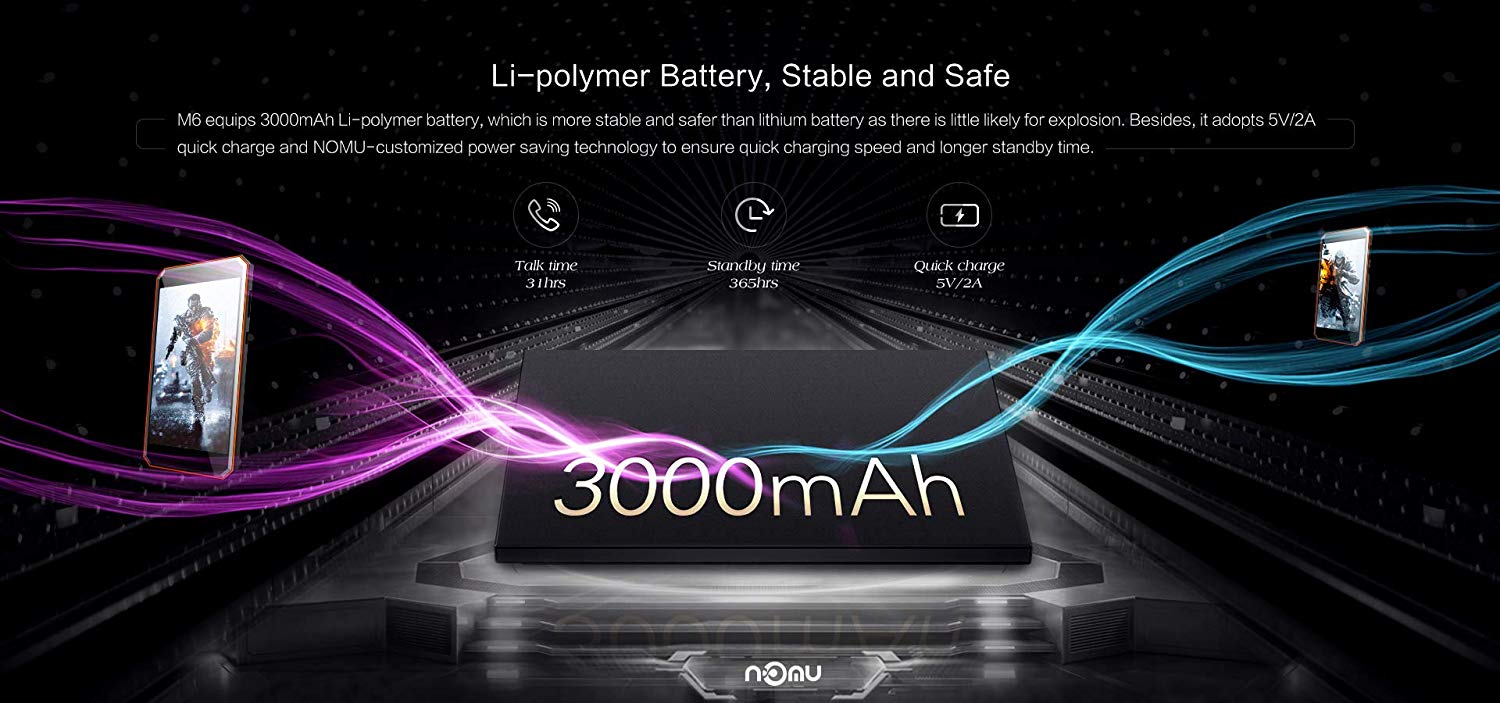 Li-polymer Battery, Stable and Safe
M6 equips 3000mAh Li-polymer battery, which is more stable and safer than lithium battery as there is little likely for explosion. Besides, it adopts 5V/2A
quick charge and NOMU-customized power saving technology to ensure quick charging speed and longer standby time.
Talk time
31hrs
Standby time
365hrs
Quick charge
5V/2A
3000mAh
nomu